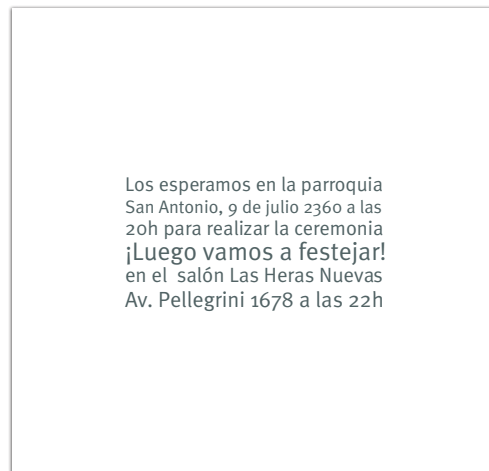 Los esperamos en la parroquia
San Antonio, 9 de julio 2360 a las
20h para realizar la ceremonia
¡Luego vamos a festejar!
en el  salón Las Heras Nuevas
Av. Pellegrini 1678 a las 22h